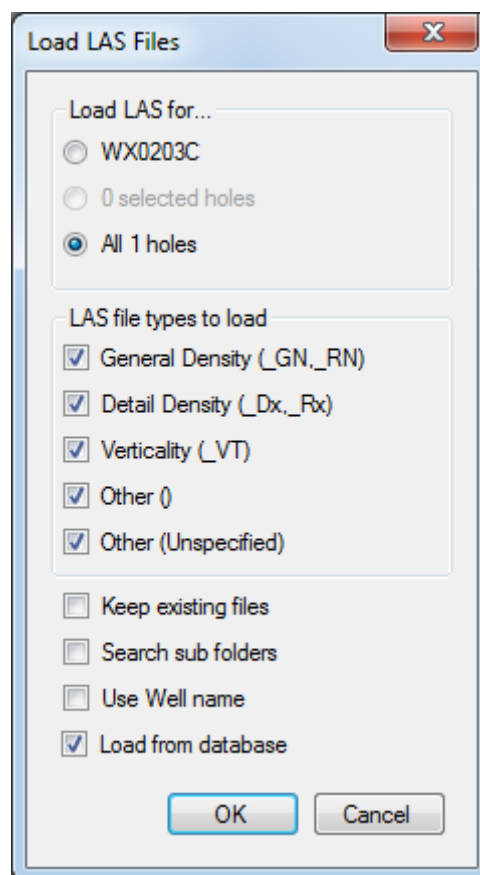 Load LAS Files
Load LAS for...
WX0203C
0 selected holes
All 1 holes
LAS file types to load
General Density (_GN,_RN)
Detail Density (_Dx,_Rx)
Verticality (_VT)
Other ()
Other (Unspecified)
Keep existing files
Search sub folders
Use Well name
Load from database
OK Cancel